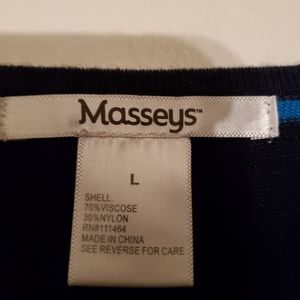 Masseys™
L
SHELL:
70%VISCOSE
30%NYLON
RN#111464
MADE IN CHINA
SEE REVERSE FOR CARE